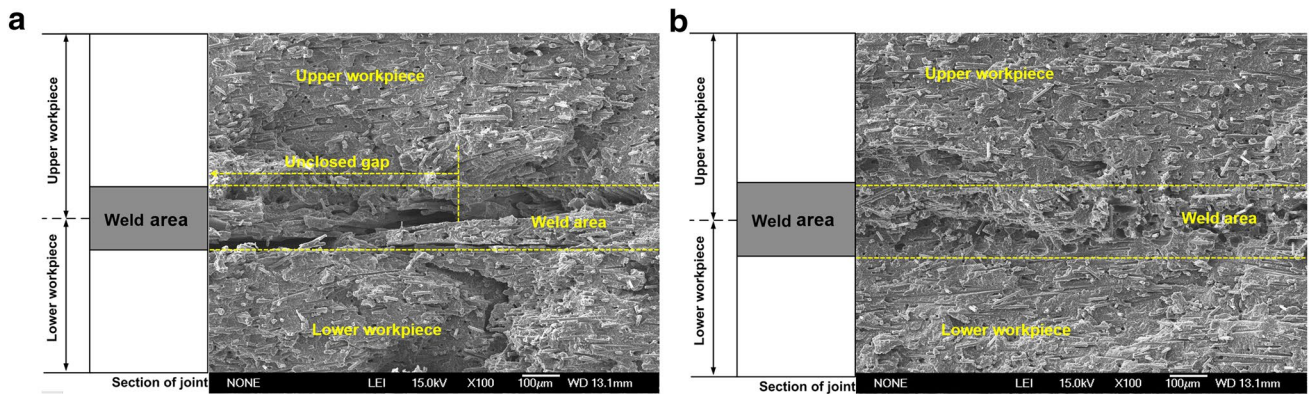 a
Upper workpiece
Lower workpiece
Weld area
Section of joint
Upper workpiece
Unclosed gap
Weld area
Lower workpiece
NONE LEI 15.0kV X100 100μm WD 13.1mm
b
Upper workpiece
Lower workpiece
Weld area
Section of joint
Upper workpiece
Weld area
Lower workpiece
NONE LEI 15.0kV X100 100μm WD 13.1mm